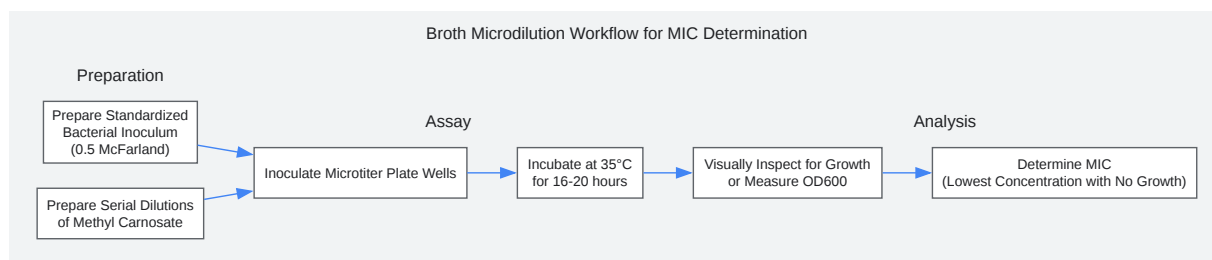 Broth Microdilution Workflow for MIC Determination
Preparation
Prepare Standardized
Bacterial Inoculum
(0.5 McFarland)
Prepare Serial Dilutions
of Methyl Carnosate
Assay
Inoculate Microtiter Plate Wells
Incubate at 35°C
for 16-20 hours
Analysis
Visually Inspect for Growth
or Measure OD600
Determine MIC
(Lowest Concentration with No Growth)